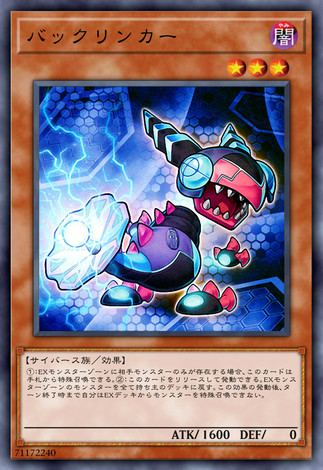 バックリンカー
やみ
闇
【サイバース族／効果】
①：EXモンスターゾーンに相手モンスターのみが存在する場合、このカードは
手札から特殊召喚できる。②：このカードをリリースして発動できる。EXモンス
ターゾーンのモンスターを全て持ち主のデッキに戻す。この効果の発動後、ター
ン終了時まで自分はEXデッキからモンスターを特殊召喚できない。
ATK/ 1600 DEF/ 0
71172240